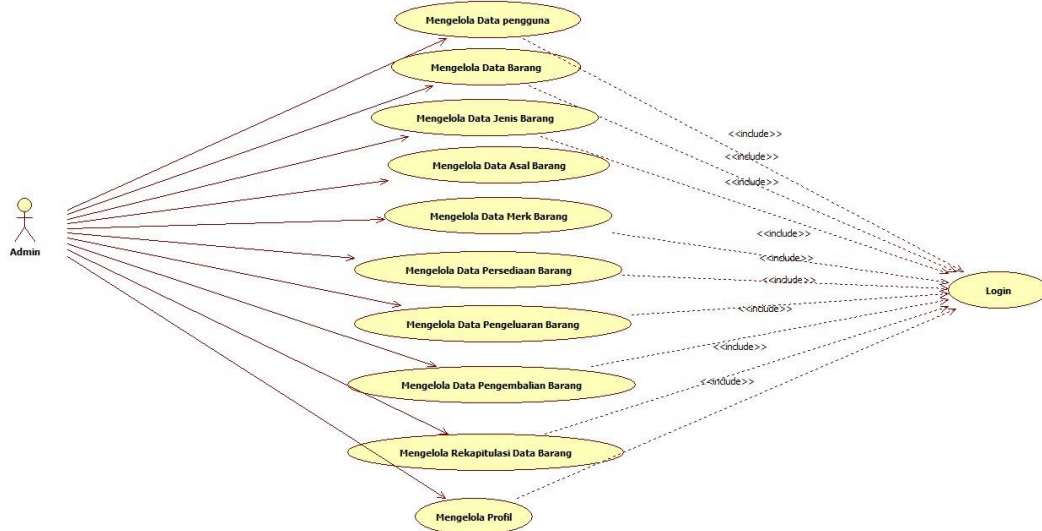 Mengelola Data pengguna
Mengelola Data Barang
Mengelola Data Jenis Barang
<<include>>
Mengelola Data Asal Barang
<<include>>
<<include>>
Mengelola Data Merk Barang
<<include>>
Admin
<<include>>
Mengelola Data Persediaan Barang
<<include>>
Login
Mengelola Data Pengeluaran Barang
<<include>>
<<include>>
Mengelola Data Pengembalian Barang
<<include>>
Mengelola Rekapitulasi Data Barang
Mengelola Profil